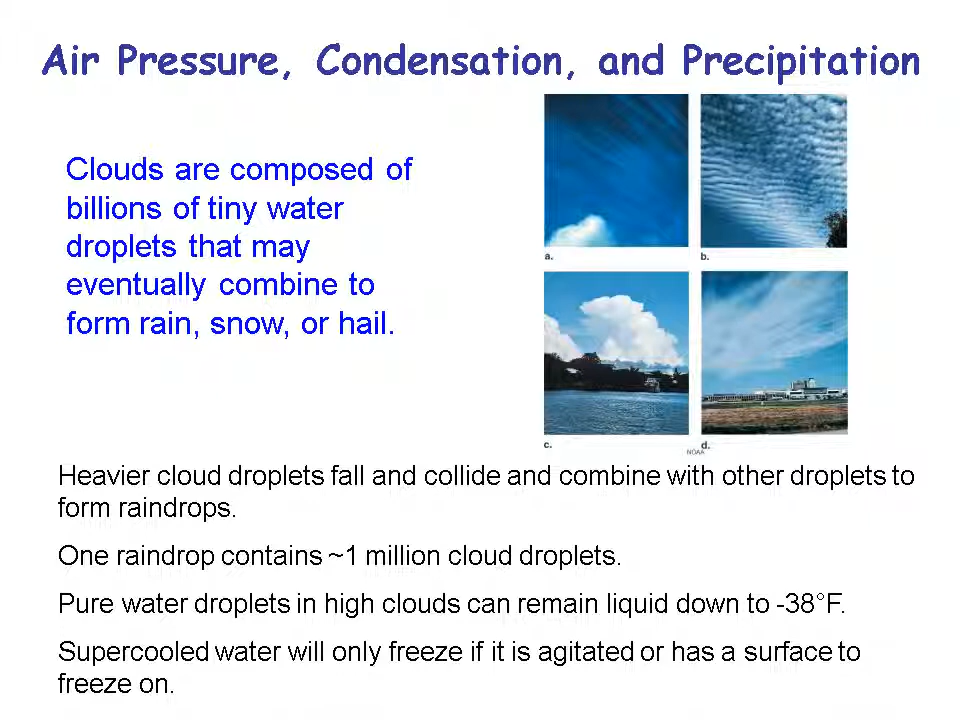 Air Pressure, Condensation, and Precipitation
Clouds are composed of
billions of tiny water
droplets that may
eventually combine to
form rain, snow, or hail.
a.
b.
c.
d.
NOAA
Heavier cloud droplets fall and collide and combine with other droplets to
form raindrops.
One raindrop contains ~1 million cloud droplets.
Pure water droplets in high clouds can remain liquid down to -38°F.
Supercooled water will only freeze if it is agitated or has a surface to
freeze on.